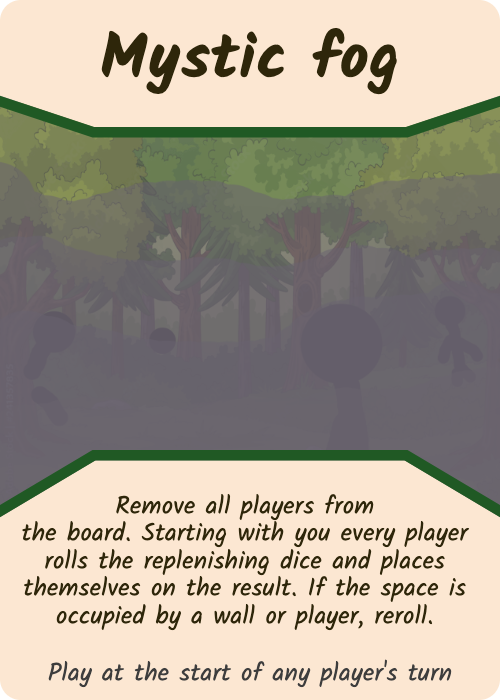 Mystic fog
Remove all players from
the board. Starting with you every player
rolls the replenishing dice and places
themselves on the result. If the space is
occupied by a wall or player, reroll.
Play at the start of any player's turn